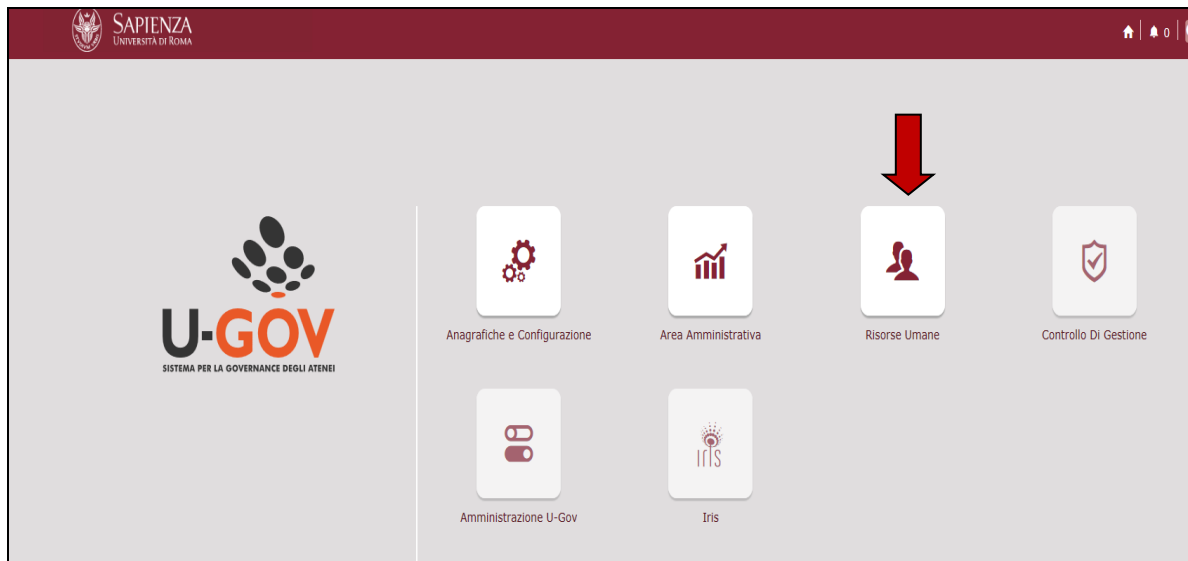 SAPIENZA
UNIVERSITÀ DI ROMA
0
U-GOV
SISTEMA PER LA GOVERNANCE DEGLI ATENEI
Anagrafiche e Configurazione
Area Amministrativa
Risorse Umane
Controllo Di Gestione
Amministrazione U-Gov
IrIS
Iris